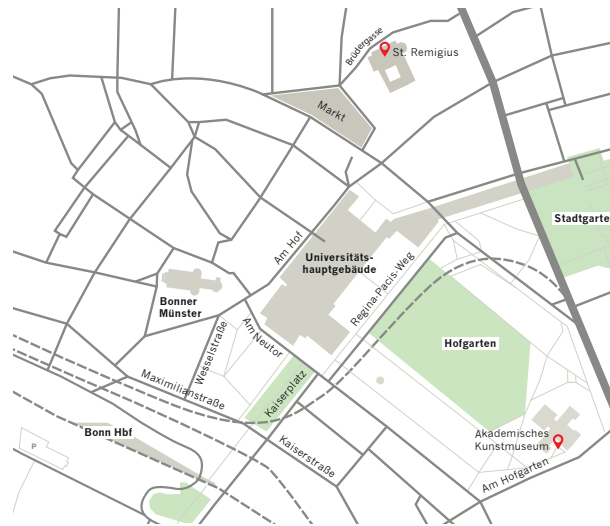 Brüdergasse
St. Remigius
Markt
Stadtgarte
Am Hof
Universitäts-
hauptgebäude
Regina-Pacis-Weg
Bonner
Münster
Wesselstraße
Am Neutor
Hofgarten
Maximilianstraße
Kaiserplatz
Bonn Hbf
P
Kaiserstraße
Akademisches
Kunstmuseum
Am Hofgarten